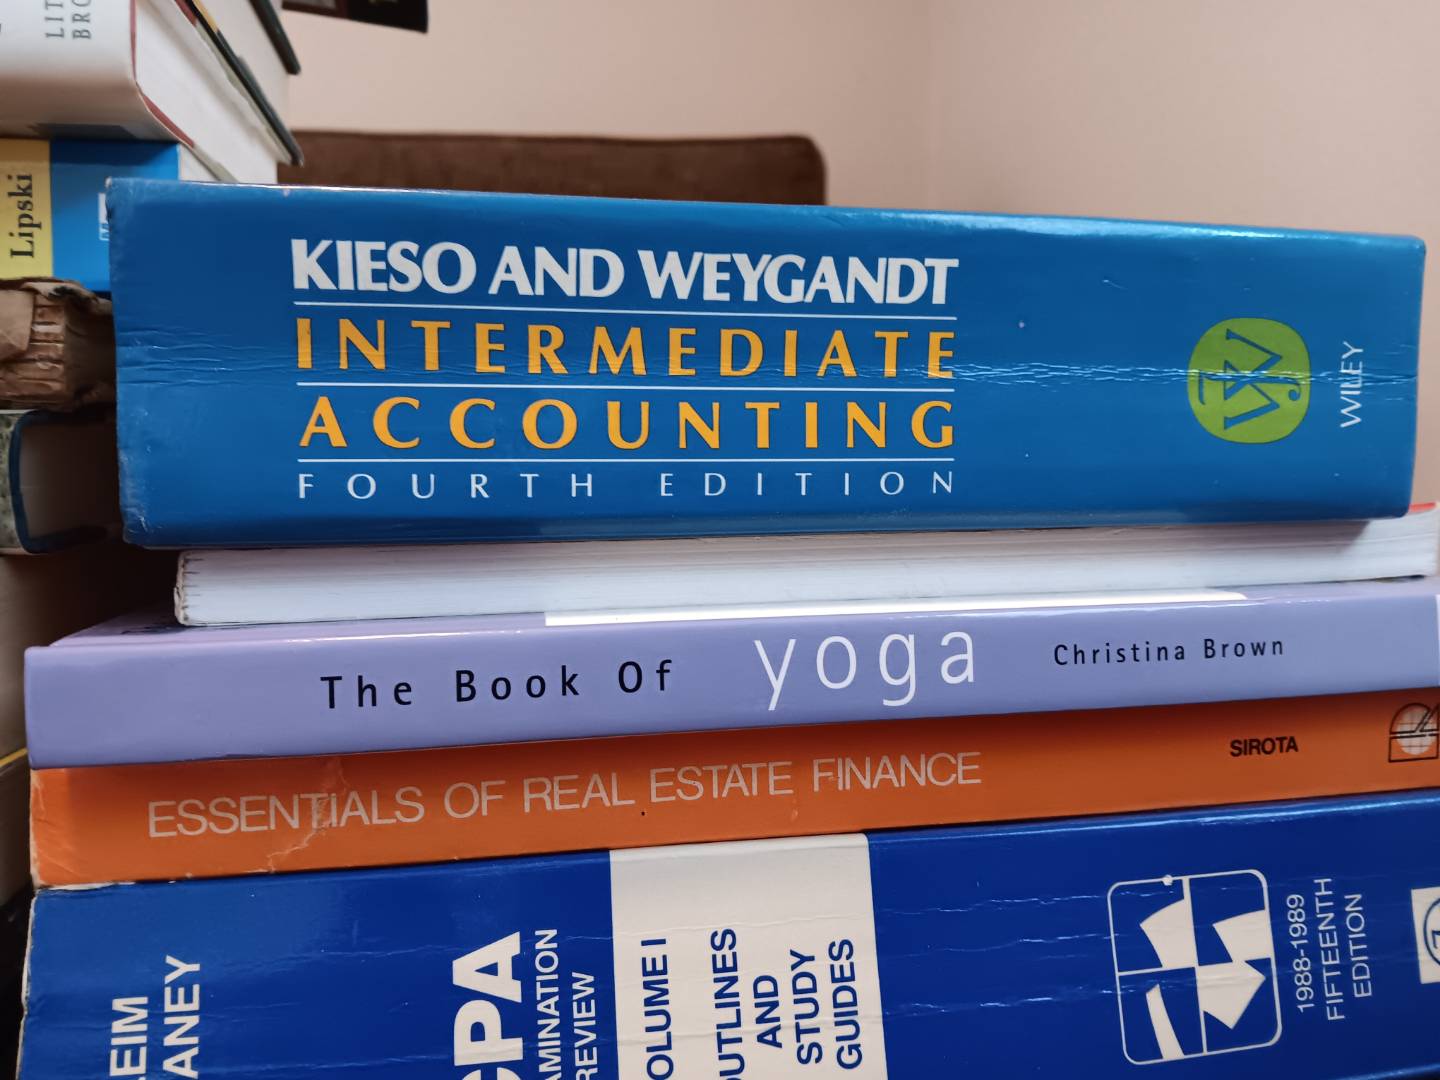 Lipski
KIESO AND WEYGANDT
INTERMEDIATE
ACCOUNTING
FOURTH EDITION
WILEY
The Book Of yoga Christina Brown
ESSENTIALS OF REAL ESTATE FINANCE SIROTA
CPA
REVIEW
AND
STUDY
GUIDES
1988-1989
FIFTEENTH
EDITION